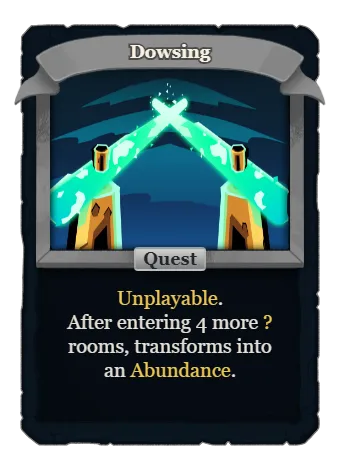 Dowsing
Quest
Unplayable.
After entering 4 more ?
rooms, transforms into
an Abundance.